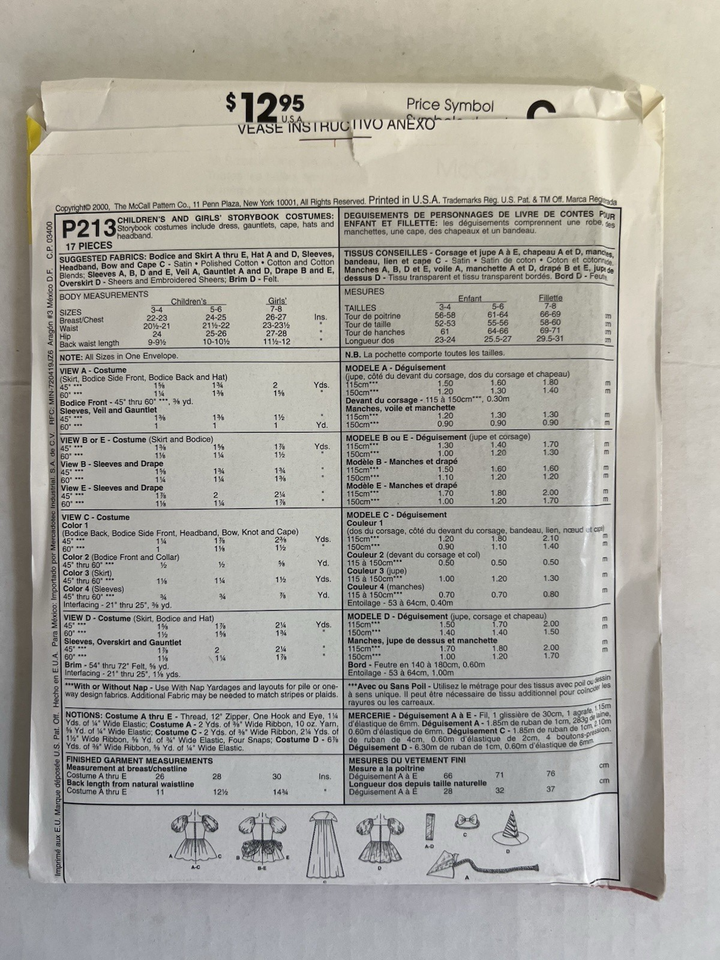 $12.95
U.S.A.
Price Symbol
VEASE INSTRUCTIVO ANEXO
Copyright© 2000, The McCall Pattern Co., 11 Penn Plaza, New York 10001, All Rights Reserved. Printed in U.S.A. Trademarks Reg. U.S. Pat. & TM Off. Marca Registrada
P213
17 PIECES
CHILDREN'S AND GIRLS' STORYBOOK COSTUMES:
Storybook costumes include dress, gauntlets, cape, hats and
headband.
SUGGESTED FABRICS: Bodice and Skirt A thru E, Hat A and D, Sleeves,
Headband, Bow and Cape C - Satin • Polished Cotton • Cotton and Cotton
Blends; Sleeves A, B, D and E, Veil A, Gauntlet A and D, Drape B and E,
Overskirt D - Sheers and Embroidered Sheers; Brim D - Felt.
BODY MEASUREMENTS
Children's Girls'
SIZES 3-4 5-6 7-8
Breast/Chest 22-23 24-25 26-27 Ins.
Waist 20½-21 21½-22 23-23½ "
Hip 24 25-26 27-28 "
Back waist length 9-9½ 10-10½ 11½-12 "
NOTE: All Sizes in One Envelope.
VIEW A - Costume
(Skirt, Bodice Side Front, Bodice Back and Hat)
45" *** 1⅝ 1¾ 2 Yds.
60" *** 1¼ 1⅜ 1⅝ "
Bodice Front - 45" thru 60" ***, ⅜ yd.
Sleeves, Veil and Gauntlet
45" *** 1⅜ 1⅜ 1½ "
60" *** 1 1 1 Yd.
VIEW B or E - Costume (Skirt and Bodice)
45" *** 1⅜ 1⅝ 1⅞ Yds.
60" *** 1⅛ 1¼ 1½ "
View B - Sleeves and Drape
45" *** 1⅝ 1¾ 1¾ "
60" *** 1¼ 1¼ 1⅜ "
View E - Sleeves and Drape
45" *** 1⅞ 2 2¼ "
60" *** 1⅛ 1¼ 1⅞ "
VIEW C - Costume
Color 1
(Bodice Back, Bodice Side Front, Headband, Bow, Knot and Cape)
45" *** 1¼ 1⅞ 2⅜ Yds.
60" *** 1 1⅛ 1½ "
Color 2 (Bodice Front and Collar)
45" thru 60" *** ½ ½ ⅝ Yd.
Color 3 (Skirt)
45" thru 60" *** 1⅛ 1¼ 1½ Yds.
Color 4 (Sleeves)
45" thru 60" *** ¾ ¾ ⅞ Yd.
Interfacing - 21" thru 25", ⅜ yd.
VIEW D - Costume (Skirt, Bodice and Hat)
45" *** 1⅝ 1⅞ 2¼ Yds.
60" *** 1½ 1⅝ 1¾ "
Sleeves, Overskirt and Gauntlet
45" *** 1⅞ 2 2¼ "
60" *** 1⅛ 1¼ 1⅞ "
Brim - 54" thru 72" Felt, ⅝ yd.
Interfacing - 21" thru 25", 1⅛ yds.
***With or Without Nap - Use With Nap Yardages and layouts for pile or one-
way design fabrics. Additional Fabric may be needed to match stripes or plaids.
NOTIONS: Costume A thru E - Thread, 12" Zipper, One Hook and Eye, 1¼
Yds. of ¼" Wide Elastic; Costume A - 2 Yds. of ⅜" Wide Ribbon, 10 oz. Yarn,
⅝ Yd. of ¼" Wide Elastic; Costume C - 2 Yds. of ⅜" Wide Ribbon, 2¼ Yds. of
1½" Wide Ribbon, ⅝ Yd. of ¾" Wide Elastic, Four Snaps; Costume D - 6⅞
Yds. of ⅜" Wide Ribbon, ⅝ Yd. of ¼" Wide Elastic.
FINISHED GARMENT MEASUREMENTS
Measurement at breast/chestline
Costume A thru E 26 28 30 Ins.
Back length from natural waistline
Costume A thru E 11 12½ 14¾ "
DEGUISEMENTS DE PERSONNAGES DE LIVRE DE CONTES POUR
ENFANT ET FILLETTE: les déguisements comprennent une robe, des
manchettes, une cape, des chapeaux et un bandeau.
TISSUS CONSEILLES - Corsage et jupe A à E, chapeau A et D, manches,
bandeau, lien et cape C - Satin • Satin de coton • Coton et cotonnade.
Manches A, B, D et E, voile A, manchette A et D, drapé B et E, jupe de
dessus D - Tissu transparent et tissu transparent bordés. Bord D - Feutre
MESURES
Enfant Fillette
TAILLES 3-4 5-6 7-8
Tour de poitrine 56-58 61-64 66-69 m
Tour de taille 52-53 55-56 58-60 m
Tour de hanches 61 64-66 69-71 m
Longueur dos 23-24 25.5-27 29.5-31 m
N.B. La pochette comporte toutes les tailles.
MODELE A - Déguisement
(jupe, côté du devant du corsage, dos du corsage et chapeau)
115cm*** 1.50 1.60 1.80 m
150cm*** 1.20 1.30 1.40 m
Devant du corsage - 115 à 150cm***, 0.30m
Manches, voile et manchette
115cm*** 1.20 1.30 1.30 m
150cm*** 0.90 0.90 0.90 m
MODELE B ou E - Déguisement (jupe et corsage)
115cm*** 1.30 1.40 1.70 m
150cm*** 1.00 1.20 1.30 m
Modèle B - Manches et drapé
115cm*** 1.50 1.60 1.60 m
150cm*** 1.10 1.20 1.20 m
Modèle E - Manches et drapé
115cm*** 1.70 1.80 2.00 m
150cm*** 1.00 1.20 1.70 m
MODELE C - Déguisement
Couleur 1
(dos du corsage, côté du devant du corsage, bandeau, lien, nœud et cape)
115cm*** 1.20 1.80 2.10 m
150cm*** 0.90 1.10 1.40 m
Couleur 2 (devant du corsage et col)
115 à 150cm*** 0.50 0.50 0.50 m
Couleur 3 (jupe)
115 à 150cm*** 1.00 1.20 1.30 m
Couleur 4 (manches)
115 à 150cm*** 0.70 0.70 0.80 m
Entoilage - 53 à 64cm, 0.40m
MODELE D - Déguisement (jupe, corsage et chapeau)
115cm*** 1.50 1.70 2.00 m
150cm*** 1.40 1.40 1.50 m
Manches, jupe de dessus et manchette
115cm*** 1.70 1.80 2.00 m
150cm*** 1.00 1.20 1.70 m
Bord - Feutre en 140 à 180cm, 0.60m
Entoilage - 53 à 64cm, 1.00m
***Avec ou Sans Poil - Utilisez le métrage pour des tissus avec poil ou dessin
à sens unique. Il peut être nécessaire de tissu additionnel pour coïncider les
rayures ou les carreaux.
MERCERIE - Déguisement A à E - Fil, 1 glissière de 30cm, 1 agrafe, 1.15m
d'élastique de 6mm. Déguisement A - 1.85m de ruban de 1cm, 283g de laine,
0.60m d'élastique de 6mm. Déguisement C - 1.85m de ruban de 1cm, 2.10m
de ruban de 4cm, 0.60m d'élastique de 2cm, 4 boutons-pression.
Déguisement D - 6.30m de ruban de 1cm, 0.60m d'élastique de 6mm.
MESURES DU VETEMENT FINI
Mesure a la poitrine cm
Déguisement A à E 66 71 76
Longueur dos depuis taille naturelle cm
Déguisement A à E 28 32 37
Imprimé aux E.U. Marque déposée U.S. Pat. Off. Hecho en E.U.A. Para México: Importado por Mercadotec Industrial S.A. de C.V. RFC: MIN-720419JZ6 Aragón #3 México D.F. C.P. 03400
A C
A-C
B E
B-E
C
D
A-D
C
D
A